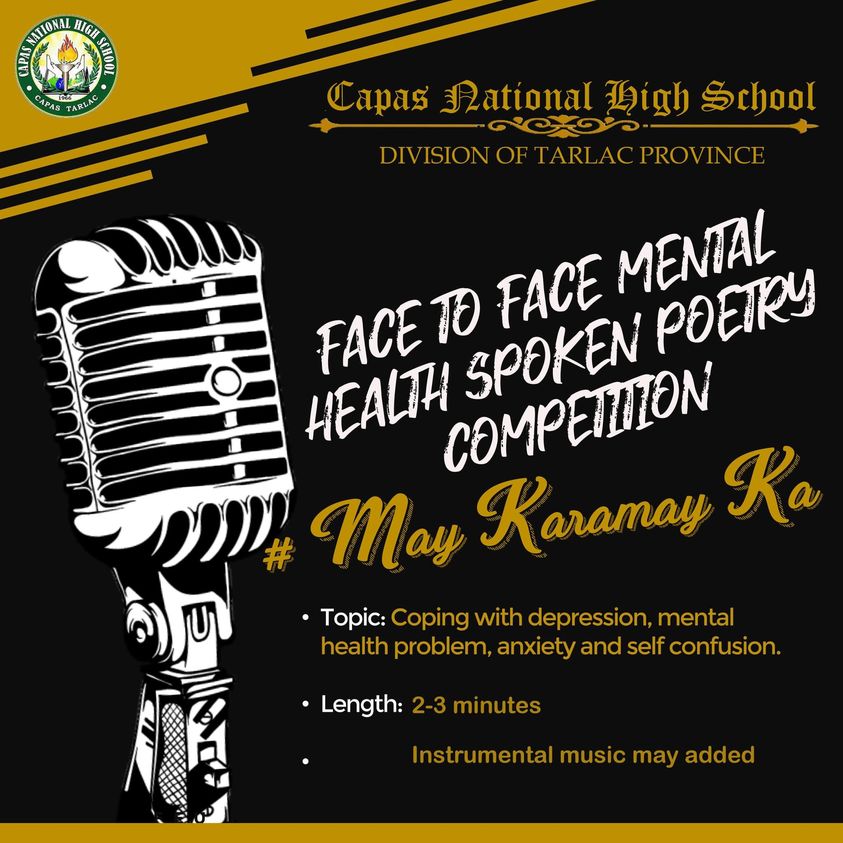 CAPAS NATIONAL HIGH SCHOOL
1966
CAPAS TARLAC
Capas National High School
DIVISION OF TARLAC PROVINCE
FACE TO FACE MENTAL
HEALTH SPOKEN POETRY
COMPETITION
# May Karamay Ka
• Topic: Coping with depression, mental
health problem, anxiety and self confusion.
• Length: 2-3 minutes
• Instrumental music may added